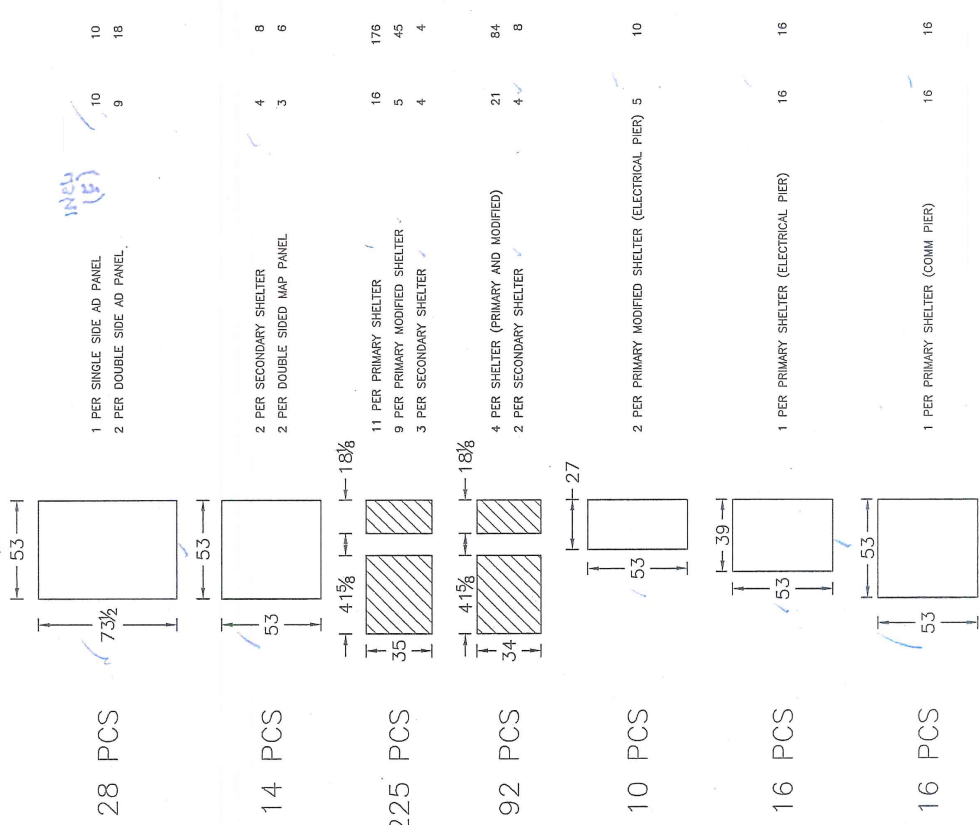 28 PCS
53
73½
1 PER SINGLE SIDE AD PANEL 10 10
2 PER DOUBLE SIDE AD PANEL 9 18
14 PCS
53
53
2 PER SECONDARY SHELTER 4 8
2 PER DOUBLE SIDED MAP PANEL 3 6
225 PCS
41⅝ 18⅛
35
11 PER PRIMARY SHELTER 16 176
9 PER PRIMARY MODIFIED SHELTER 5 45
3 PER SECONDARY SHELTER 4 4
92 PCS
41⅝ 18⅛
34
4 PER SHELTER (PRIMARY AND MODIFIED) 21 84
2 PER SECONDARY SHELTER 4 8
10 PCS
27
53
2 PER PRIMARY MODIFIED SHELTER (ELECTRICAL PIER) 5 10
16 PCS
39
53
1 PER PRIMARY SHELTER (ELECTRICAL PIER) 16 16
16 PCS
53
53
1 PER PRIMARY SHELTER (COMM PIER) 16 16